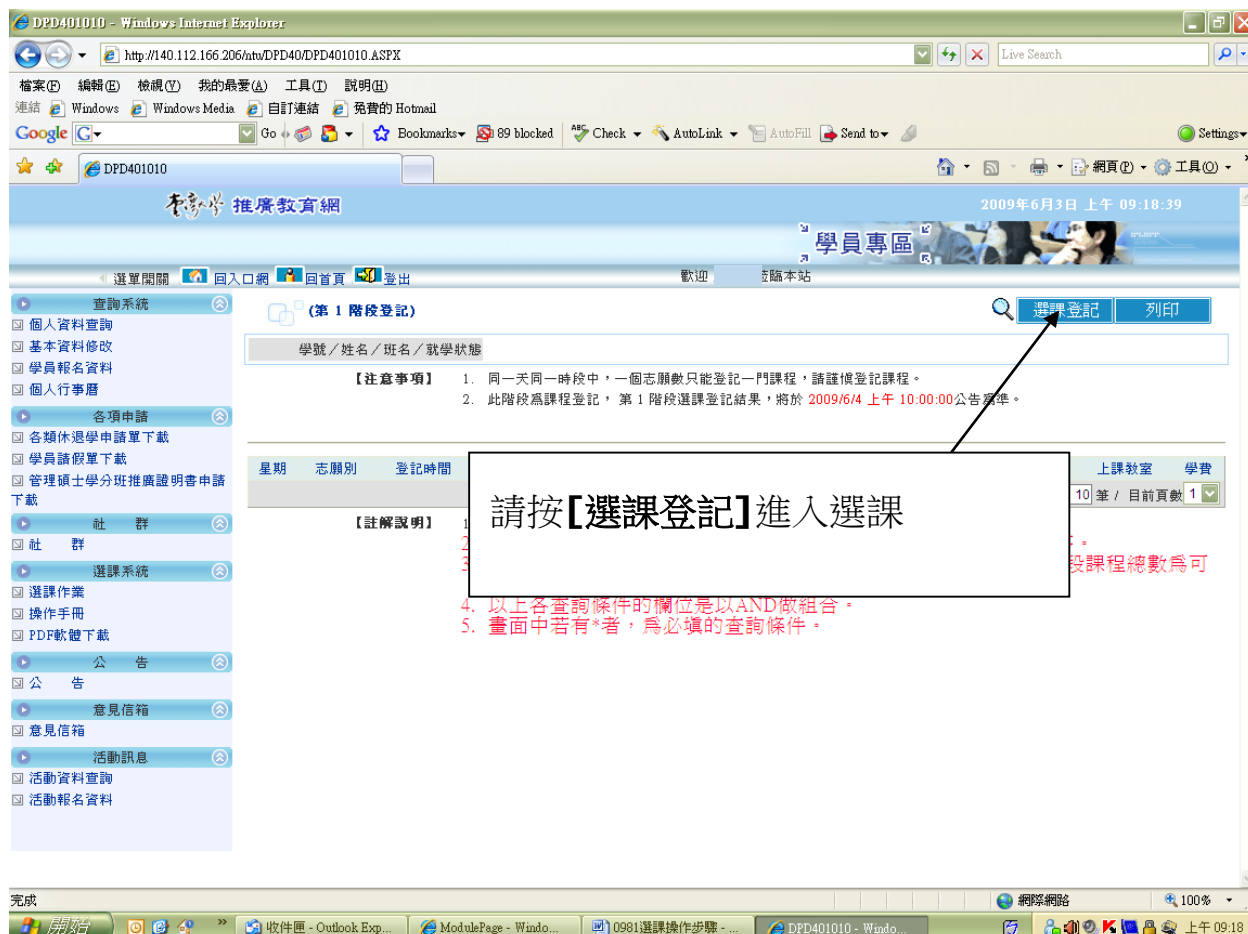 DPD401010 - Windows Internet Explorer
http://140.112.166.206/ntu/DPD40/DPD401010.ASPX
Live Search
檔案(F) 編輯(E) 檢視(V) 我的最愛(A) 工具(T) 說明(H)
連結 Windows Windows Media 自訂連結 免費的 Hotmail
Google G Go Bookmarks 89 blocked ABC Check AutoLink AutoFill Send to Settings
DPD401010 網頁(P) 工具(O)
臺灣大學 推廣教育網 2009年6月3日 上午 09:18:39
學員專區
選單開關 回入口網 回首頁 登出 歡迎 蒞臨本站
查詢系統
個人資料查詢
基本資料修改
學員報名資料
個人行事曆
各項申請
各類休退學申請單下載
學員請假單下載
管理碩士學分班推廣證明書申請
下載
社 群
社 群
選課系統
選課作業
操作手冊
PDF軟體下載
公 告
公 告
意見信箱
意見信箱
活動訊息
活動資料查詢
活動報名資料
(第 1 階段登記) 選課登記 列印
學號／姓名／班名／就學狀態
【注意事項】 1. 同一天同一時段中，一個志願數只能登記一門課程，請謹慎登記課程。
2. 此階段為課程登記， 第 1 階段選課登記結果，將於 2009/6/4 上午 10:00:00公告為準。
星期 志願別 登記時間 上課教室 學費
10 筆 / 目前頁數 1
請按[選課登記]進入選課
【註解說明】 1
段課程總數為可
4. 以上各查詢條件的欄位是以AND做組合。
5. 畫面中若有*者，為必填的查詢條件。
完成 網際網路 100%
開始 收件匣 - Outlook Exp... ModulePage - Windo... 0981選課操作步驟 - ... DPD401010 - Windo... 上午 09:18